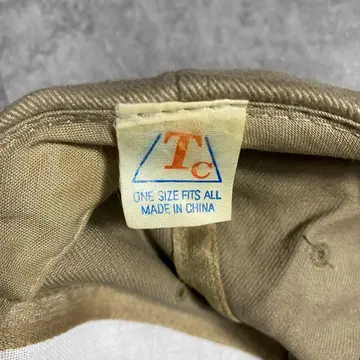 Tc
ONE SIZE FITS ALL
MADE IN CHINA